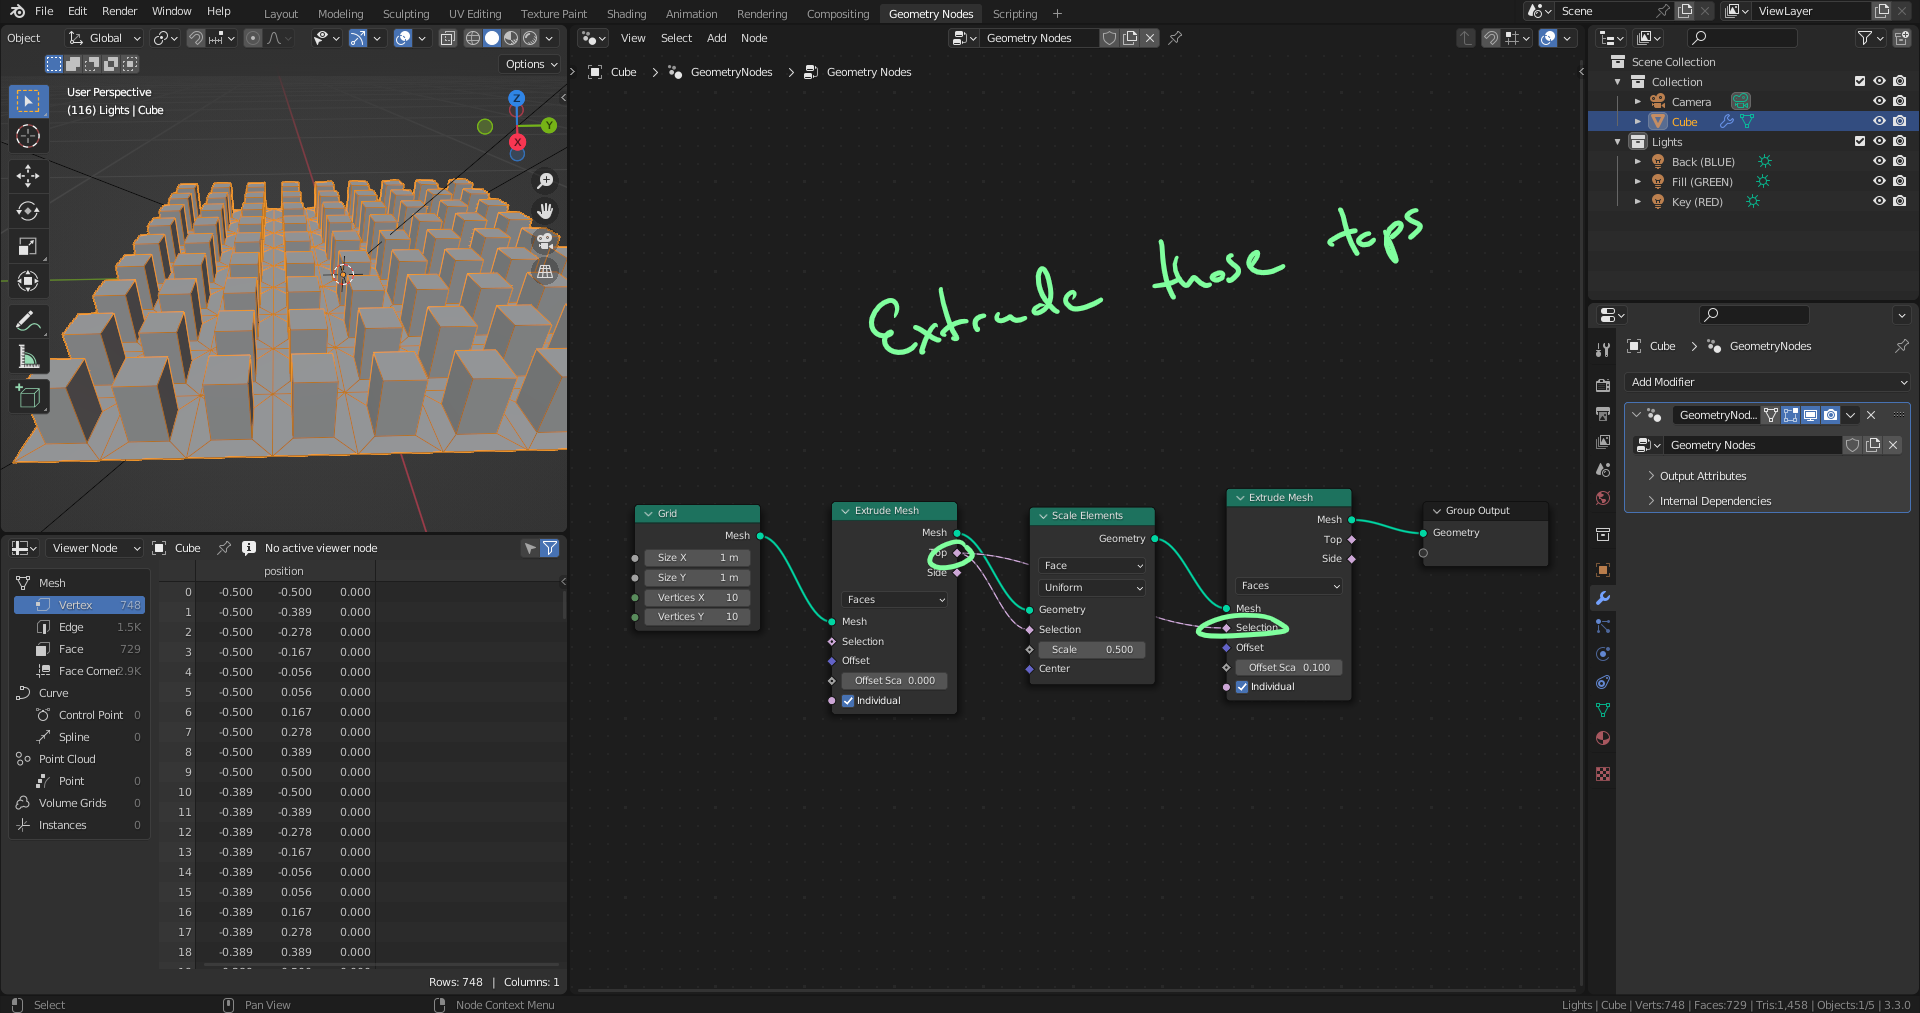 File Edit Render Window Help Layout Modeling Sculpting UV Editing Texture Paint Shading Animation Rendering Compositing Geometry Nodes Scripting + Scene ViewLayer
Object Global View Select Add Node Geometry Nodes
Options
Cube > GeometryNodes > Geometry Nodes
User Perspective
(116) Lights | Cube
Z
Y
X
Extrude those tops
Grid
Mesh
Size X 1 m
Size Y 1 m
Vertices X 10
Vertices Y 10
Extrude Mesh
Mesh
Top
Side
Faces
Mesh
Selection
Offset
Offset Sca 0.000
Individual
Scale Elements
Geometry
Face
Uniform
Geometry
Selection
Scale 0.500
Center
Extrude Mesh
Mesh
Top
Side
Faces
Mesh
Selection
Offset
Offset Sca 0.100
Individual
Group Output
Geometry
Viewer Node Cube No active viewer node
Mesh
Vertex 748
Edge 1.5K
Face 729
Face Corner 2.9K
Curve
Control Point 0
Spline 0
Point Cloud
Point 0
Volume Grids 0
Instances 0
position
0 -0.500 -0.500 0.000
1 -0.500 -0.389 0.000
2 -0.500 -0.278 0.000
3 -0.500 -0.167 0.000
4 -0.500 -0.056 0.000
5 -0.500 0.056 0.000
6 -0.500 0.167 0.000
7 -0.500 0.278 0.000
8 -0.500 0.389 0.000
9 -0.500 0.500 0.000
10 -0.389 -0.500 0.000
11 -0.389 -0.389 0.000
12 -0.389 -0.278 0.000
13 -0.389 -0.167 0.000
14 -0.389 -0.056 0.000
15 -0.389 0.056 0.000
16 -0.389 0.167 0.000
17 -0.389 0.278 0.000
18 -0.389 0.389 0.000
Rows: 748 | Columns: 1
Scene Collection
Collection
Camera
Cube
Lights
Back (BLUE)
Fill (GREEN)
Key (RED)
Cube > GeometryNodes
Add Modifier
GeometryNod...
Geometry Nodes
Output Attributes
Internal Dependencies
Select Pan View Node Context Menu Lights | Cube | Verts:748 | Faces:729 | Tris:1,458 | Objects:1/5 | 3.3.0